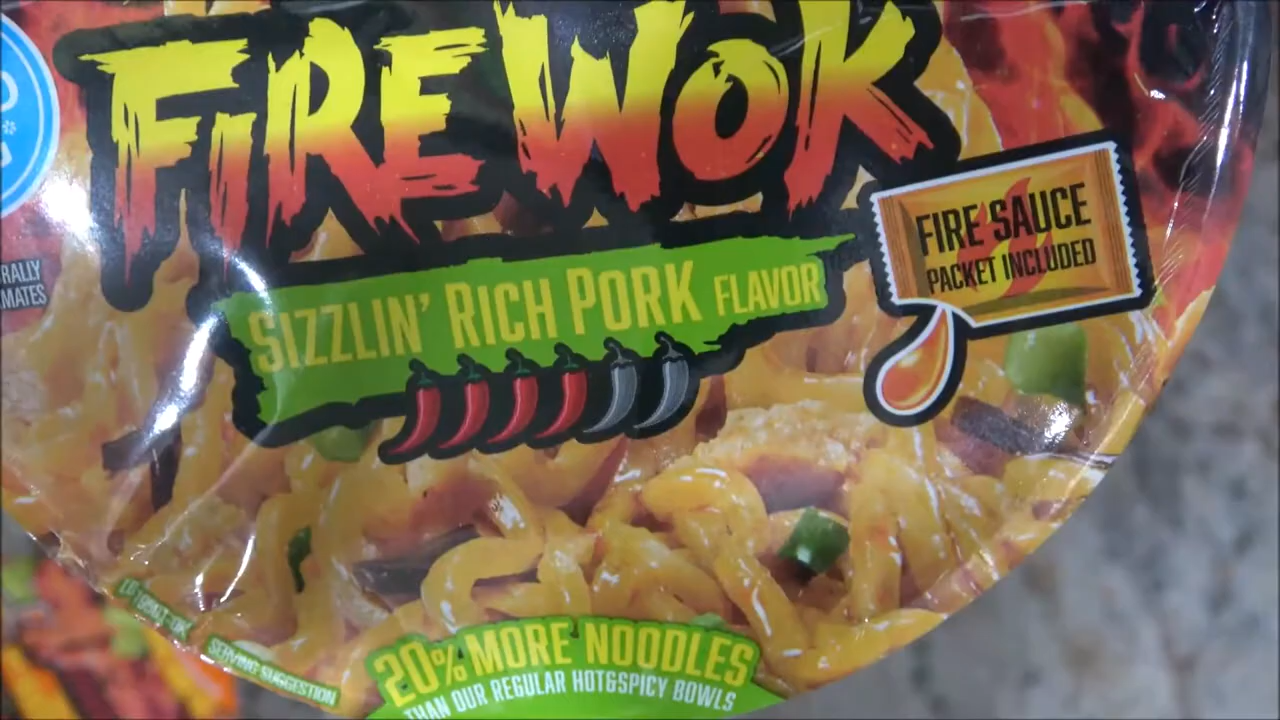 FIRE WOK
SIZZLIN' RICH PORK FLAVOR
FIRE SAUCE
PACKET INCLUDED
SERVING SUGGESTION
20% MORE NOODLES
THAN OUR REGULAR HOT&SPICY BOWLS